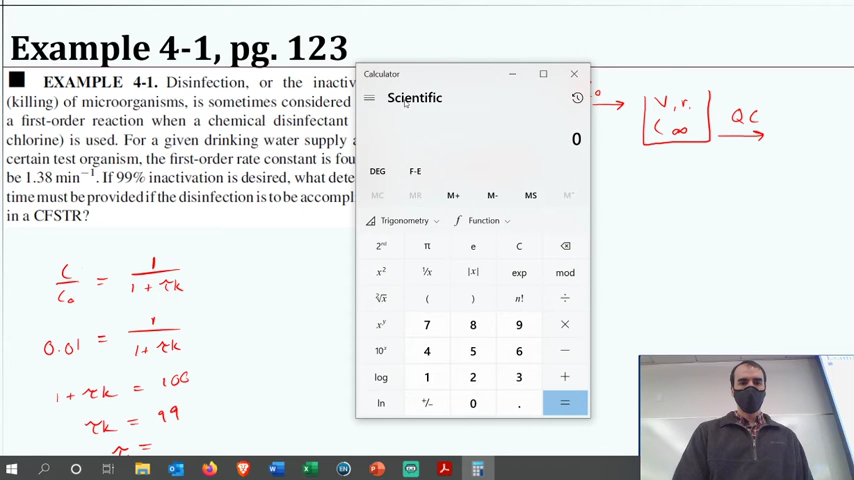 Example 4-1, pg. 123
EXAMPLE 4-1. Disinfection, or the inactiv
(killing) of microorganisms, is sometimes considered
a first-order reaction when a chemical disinfectant
chlorine) is used. For a given drinking water supply a
certain test organism, the first-order rate constant is fou
be 1.38 min−1. If 99% inactivation is desired, what dete
time must be provided if the disinfection is to be accompl
in a CFSTR?
C/C₀ = 1/(1 + τk)
0.01 = 1/(1 + τk)
1 + τk = 100
τk = 99
τ =
Calculator
Scientific
0
DEG F-E
MC MR M+ M- MS M˅
Trigonometry f Function
2nd π e C
x² ¹/x |x| exp mod
²√x ( ) n! ÷
xʸ 7 8 9 ×
10ˣ 4 5 6 −
log 1 2 3 +
ln +/− 0 . =
V, r.
C ∞
QC